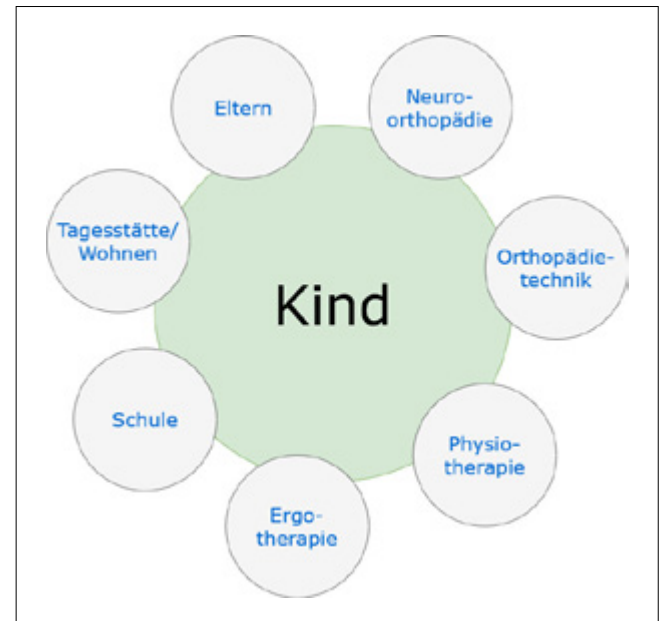 Eltern
Neuro-
orthopädie
Tagesstätte/
Wohnen
Orthopädie-
technik
Kind
Schule
Physio-
therapie
Ergo-
therapie